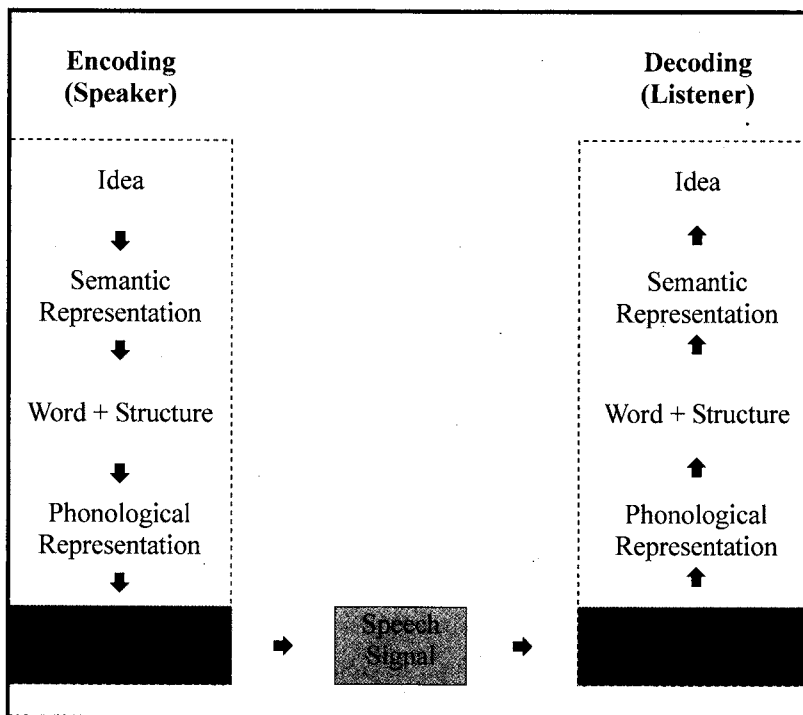 Encoding
(Speaker)
Idea
Semantic
Representation
Word + Structure
Phonological
Representation
Speech
Signal
Decoding
(Listener)
Idea
Semantic
Representation
Word + Structure
Phonological
Representation